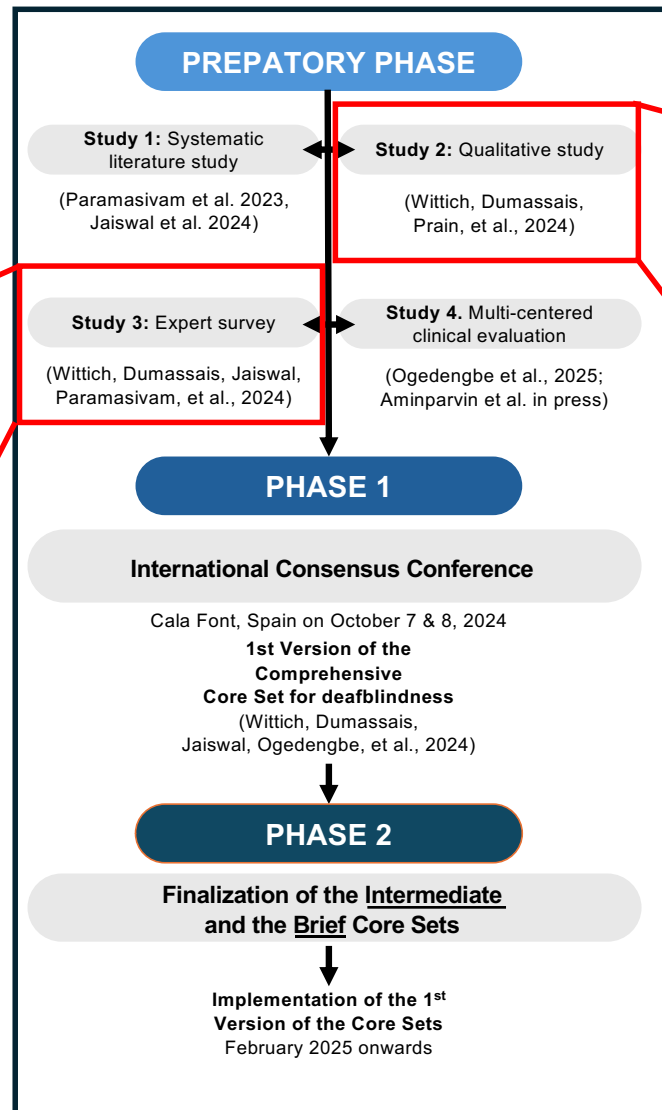 PREPATORY PHASE
Study 1: Systematic
literature study
(Paramasivam et al. 2023,
Jaiswal et al. 2024)
Study 2: Qualitative study
(Wittich, Dumassais,
Prain, et al., 2024)
Study 3: Expert survey
(Wittich, Dumassais, Jaiswal,
Paramasivam, et al., 2024)
Study 4. Multi-centered
clinical evaluation
(Ogedengbe et al., 2025;
Aminparvin et al. in press)
PHASE 1
International Consensus Conference
Cala Font, Spain on October 7 & 8, 2024
1st Version of the
Comprehensive
Core Set for deafblindness
(Wittich, Dumassais,
Jaiswal, Ogedengbe, et al., 2024)
PHASE 2
Finalization of the Intermediate
and the Brief Core Sets
Implementation of the 1st
Version of the Core Sets
February 2025 onwards